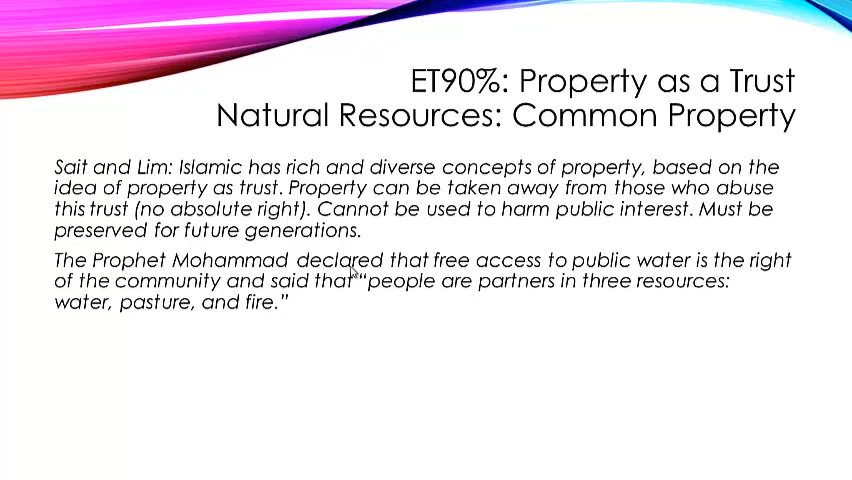 ET90%: Property as a Trust
Natural Resources: Common Property
Sait and Lim: Islamic has rich and diverse concepts of property, based on the
idea of property as trust. Property can be taken away from those who abuse
this trust (no absolute right). Cannot be used to harm public interest. Must be
preserved for future generations.
The Prophet Mohammad declared that free access to public water is the right
of the community and said that “people are partners in three resources:
water, pasture, and fire.”